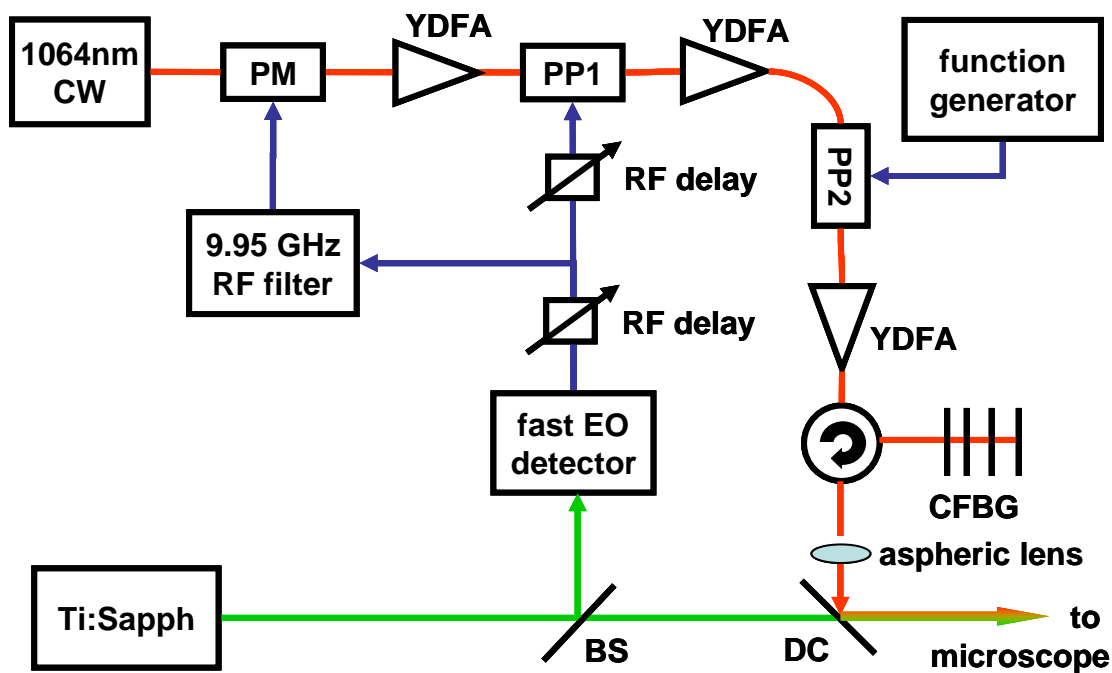 YDFA
YDFA
1064nm
CW
PM
PP1
function
generator
PP2
RF delay
9.95 GHz
RF filter
RF delay
YDFA
fast EO
detector
CFBG
aspheric lens
Ti:Sapph
BS
DC
to
microscope